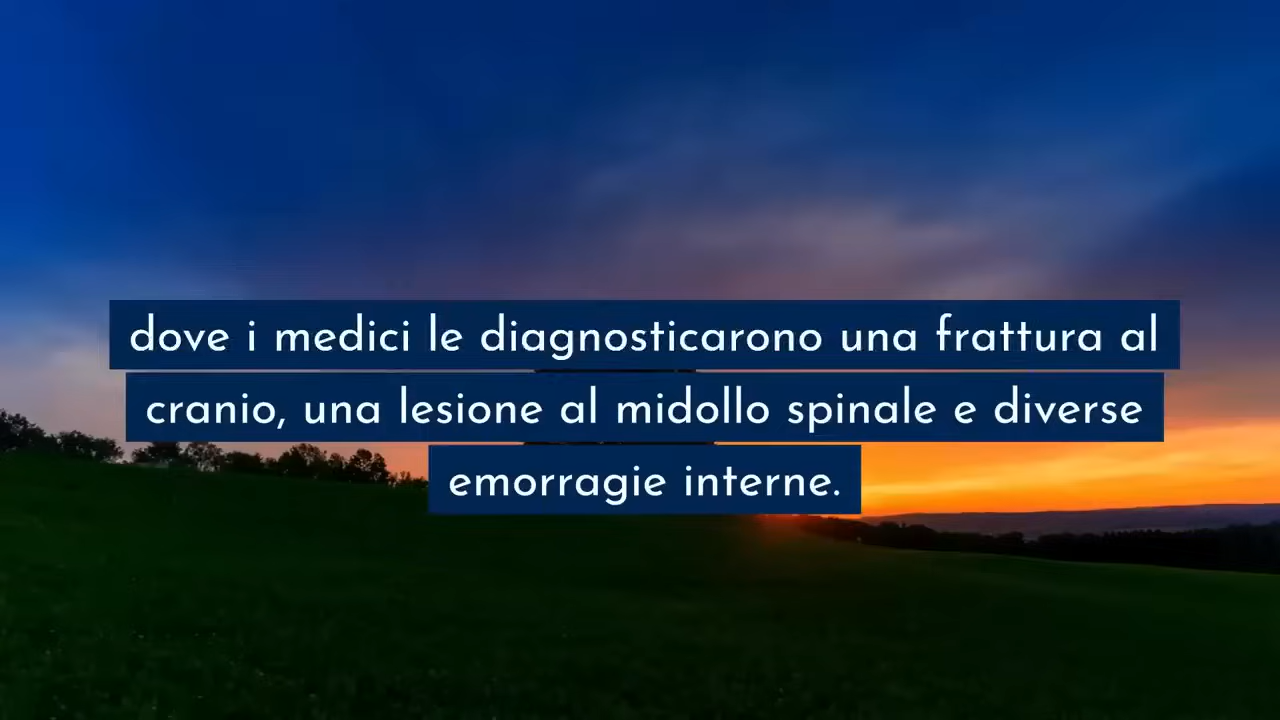 dove i medici le diagnosticarono una frattura al
cranio, una lesione al midollo spinale e diverse
emorragie interne.